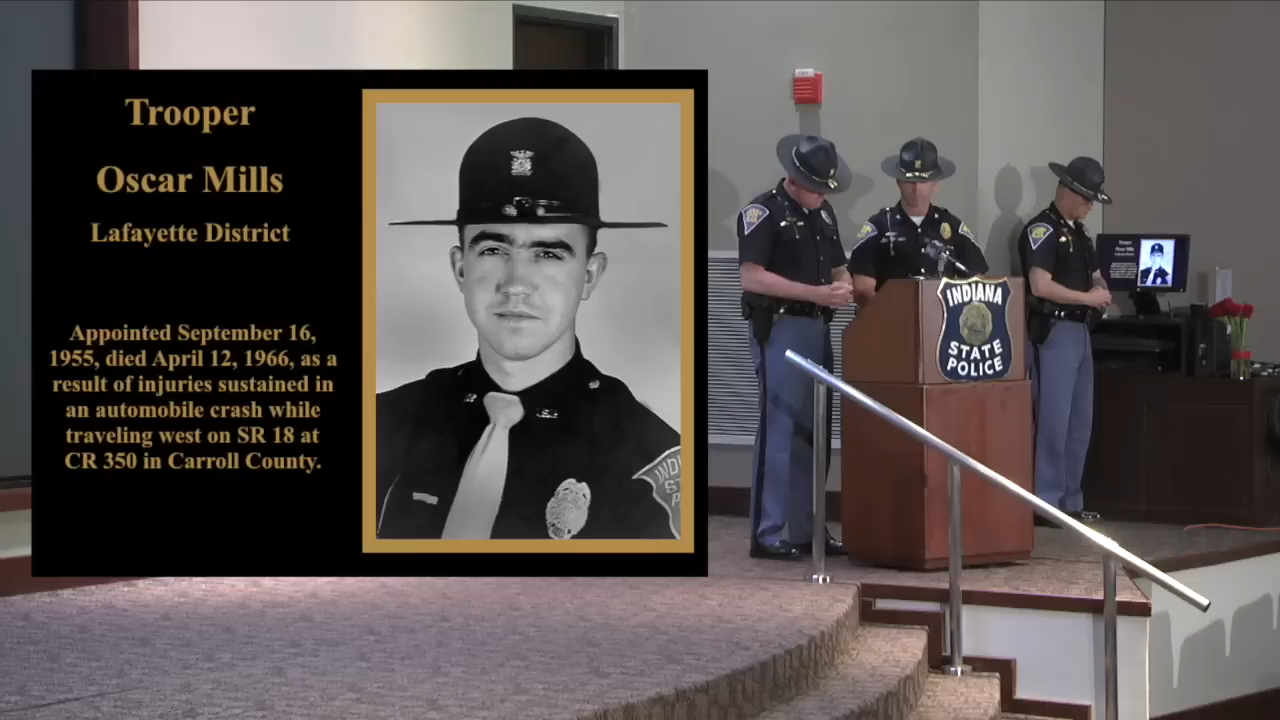 Trooper
Oscar Mills
Lafayette District
Appointed September 16,
1955, died April 12, 1966, as a
result of injuries sustained in
an automobile crash while
traveling west on SR 18 at
CR 350 in Carroll County.
INDIANA
STATE
POLICE